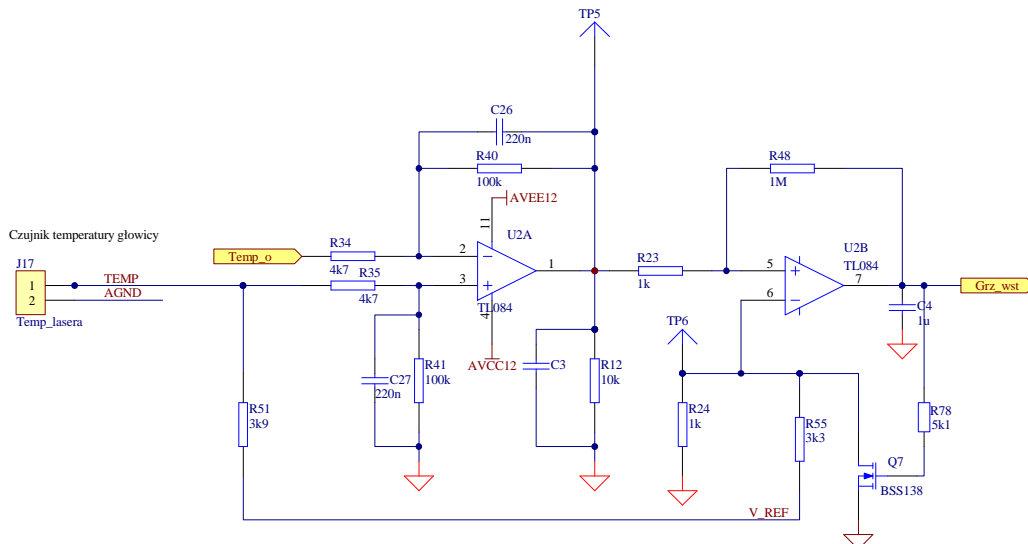 TP5
C26
220n
R40
100k
R48
1M
AVEE12
11
Czujnik temperatury głowicy
U2A
J17
Temp_o
R34
4k7
2
1
TEMP
R35
4k7
3
1
TL084
R23
1k
5
6
U2B
TL084
7
Grz_wst
2
AGND
Temp_lasera
4
AVCC12
TP6
C4
1u
C27
220n
R41
100k
C3
R12
10k
R51
3k9
R24
1k
R55
3k3
R78
5k1
Q7
BSS138
V_REF